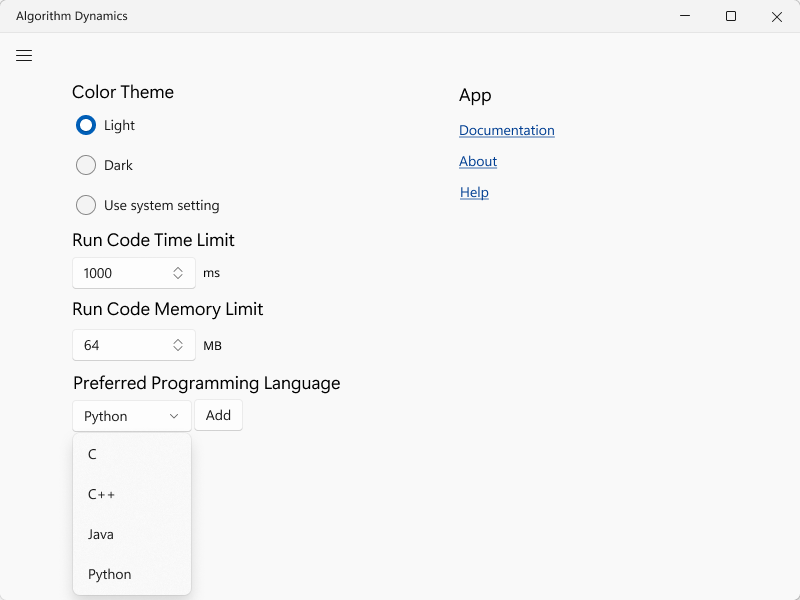 Algorithm Dynamics
Color Theme
Light
Dark
Use system setting
Run Code Time Limit
1000 ms
Run Code Memory Limit
64 MB
Preferred Programming Language
Python Add
C
C++
Java
Python
App
Documentation
About
Help